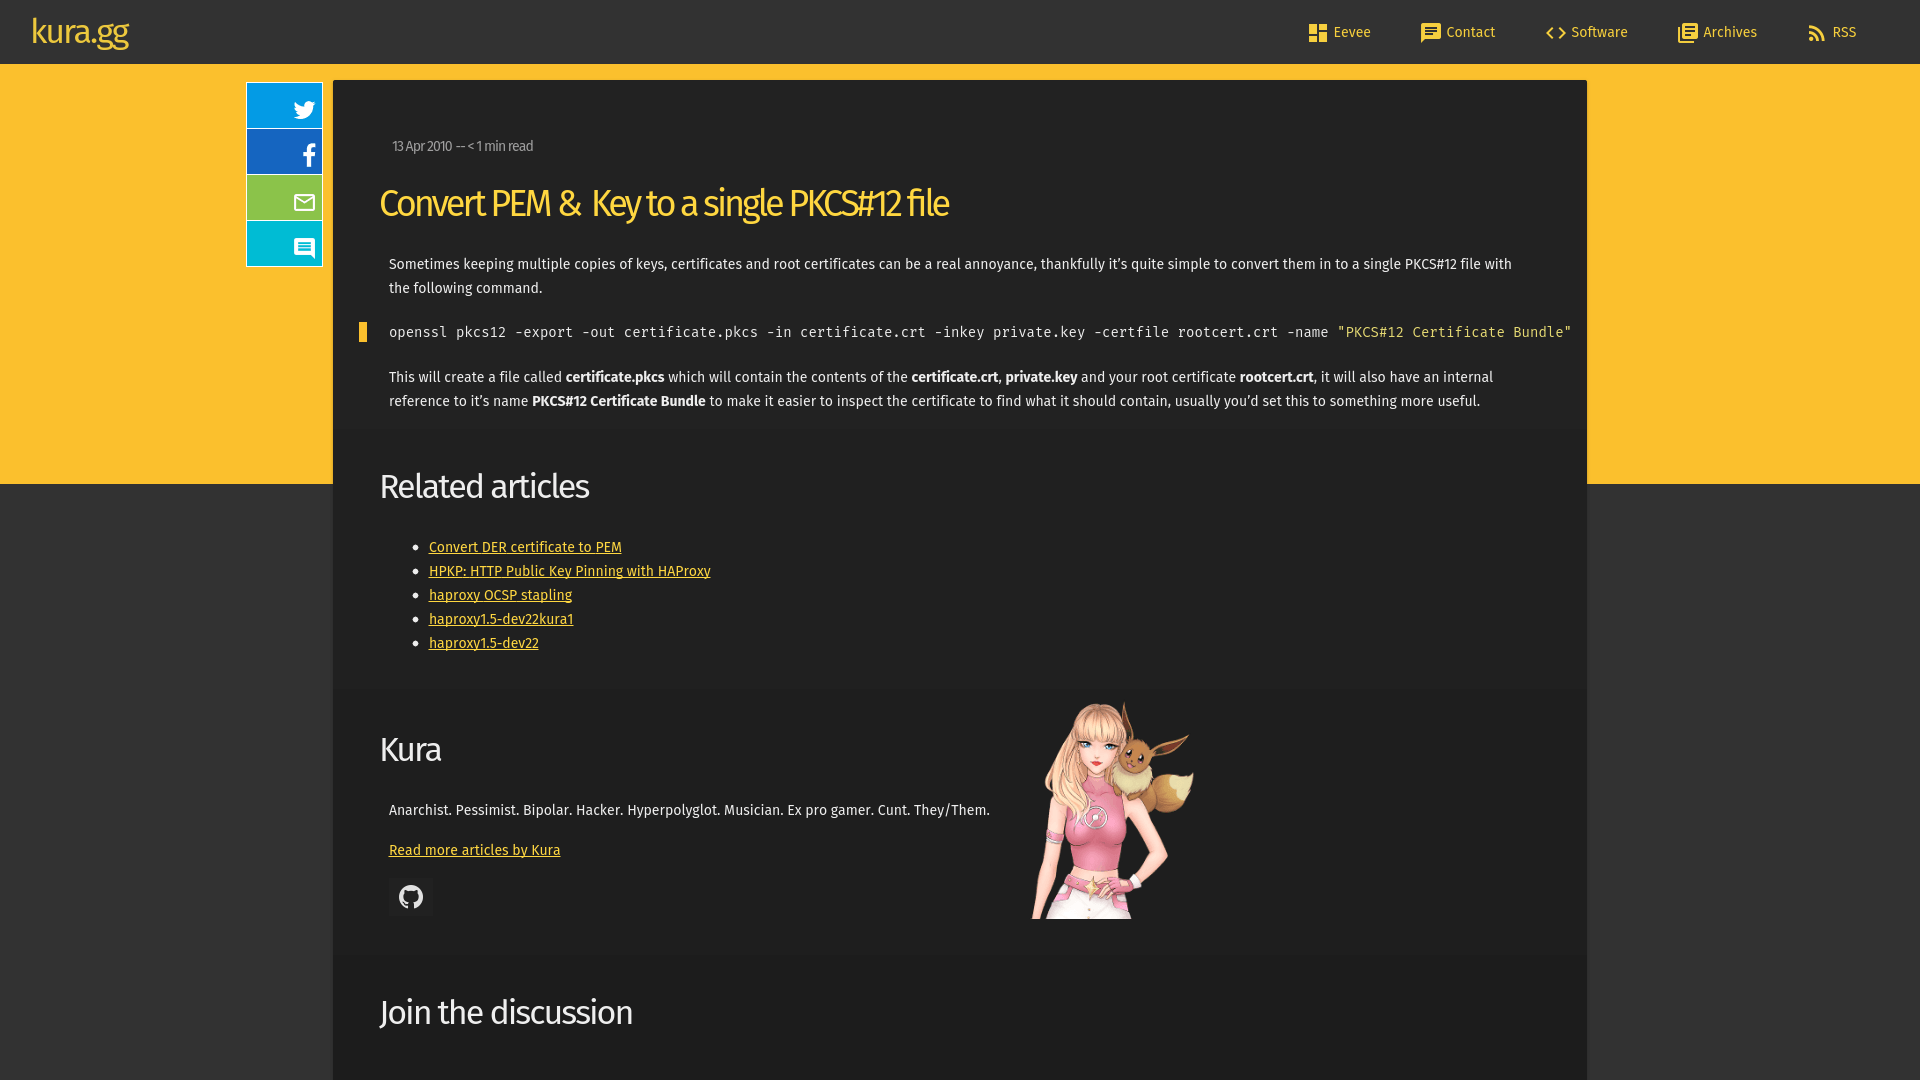 kura.gg
Eevee
Contact
Software
Archives
RSS
13 Apr 2010 -- < 1 min read
Convert PEM & Key to a single PKCS#12 file
Sometimes keeping multiple copies of keys, certificates and root certificates can be a real annoyance, thankfully it’s quite simple to convert them in to a single PKCS#12 file with
the following command.
openssl pkcs12 -export -out certificate.pkcs -in certificate.crt -inkey private.key -certfile rootcert.crt -name "PKCS#12 Certificate Bundle"
This will create a file called certificate.pkcs which will contain the contents of the certificate.crt, private.key and your root certificate rootcert.crt, it will also have an internal
reference to it’s name PKCS#12 Certificate Bundle to make it easier to inspect the certificate to find what it should contain, usually you’d set this to something more useful.
Related articles
Convert DER certificate to PEM
HPKP: HTTP Public Key Pinning with HAProxy
haproxy OCSP stapling
haproxy1.5-dev22kura1
haproxy1.5-dev22
Kura
Anarchist. Pessimist. Bipolar. Hacker. Hyperpolyglot. Musician. Ex pro gamer. Cunt. They/Them.
Read more articles by Kura
Join the discussion